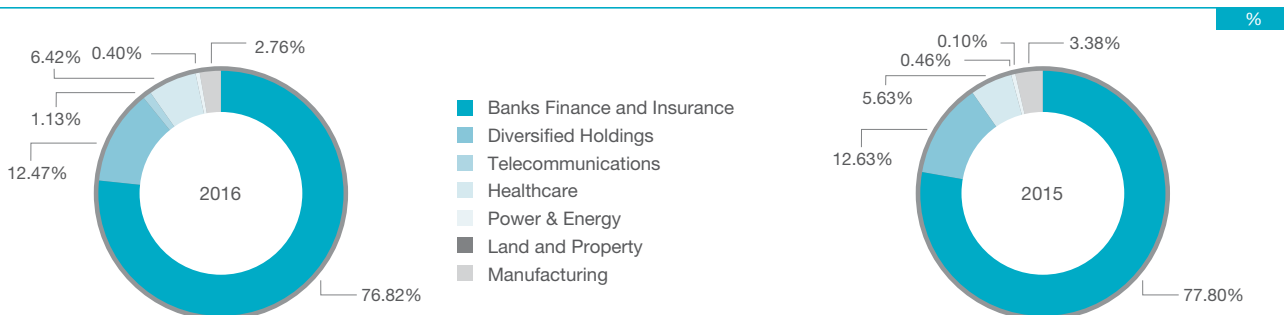 %
6.42% 0.40% 2.76%
1.13%
12.47%
2016
76.82%
Banks Finance and Insurance
Diversified Holdings
Telecommunications
Healthcare
Power & Energy
Land and Property
Manufacturing
0.10% 3.38%
0.46%
5.63%
12.63%
2015
77.80%